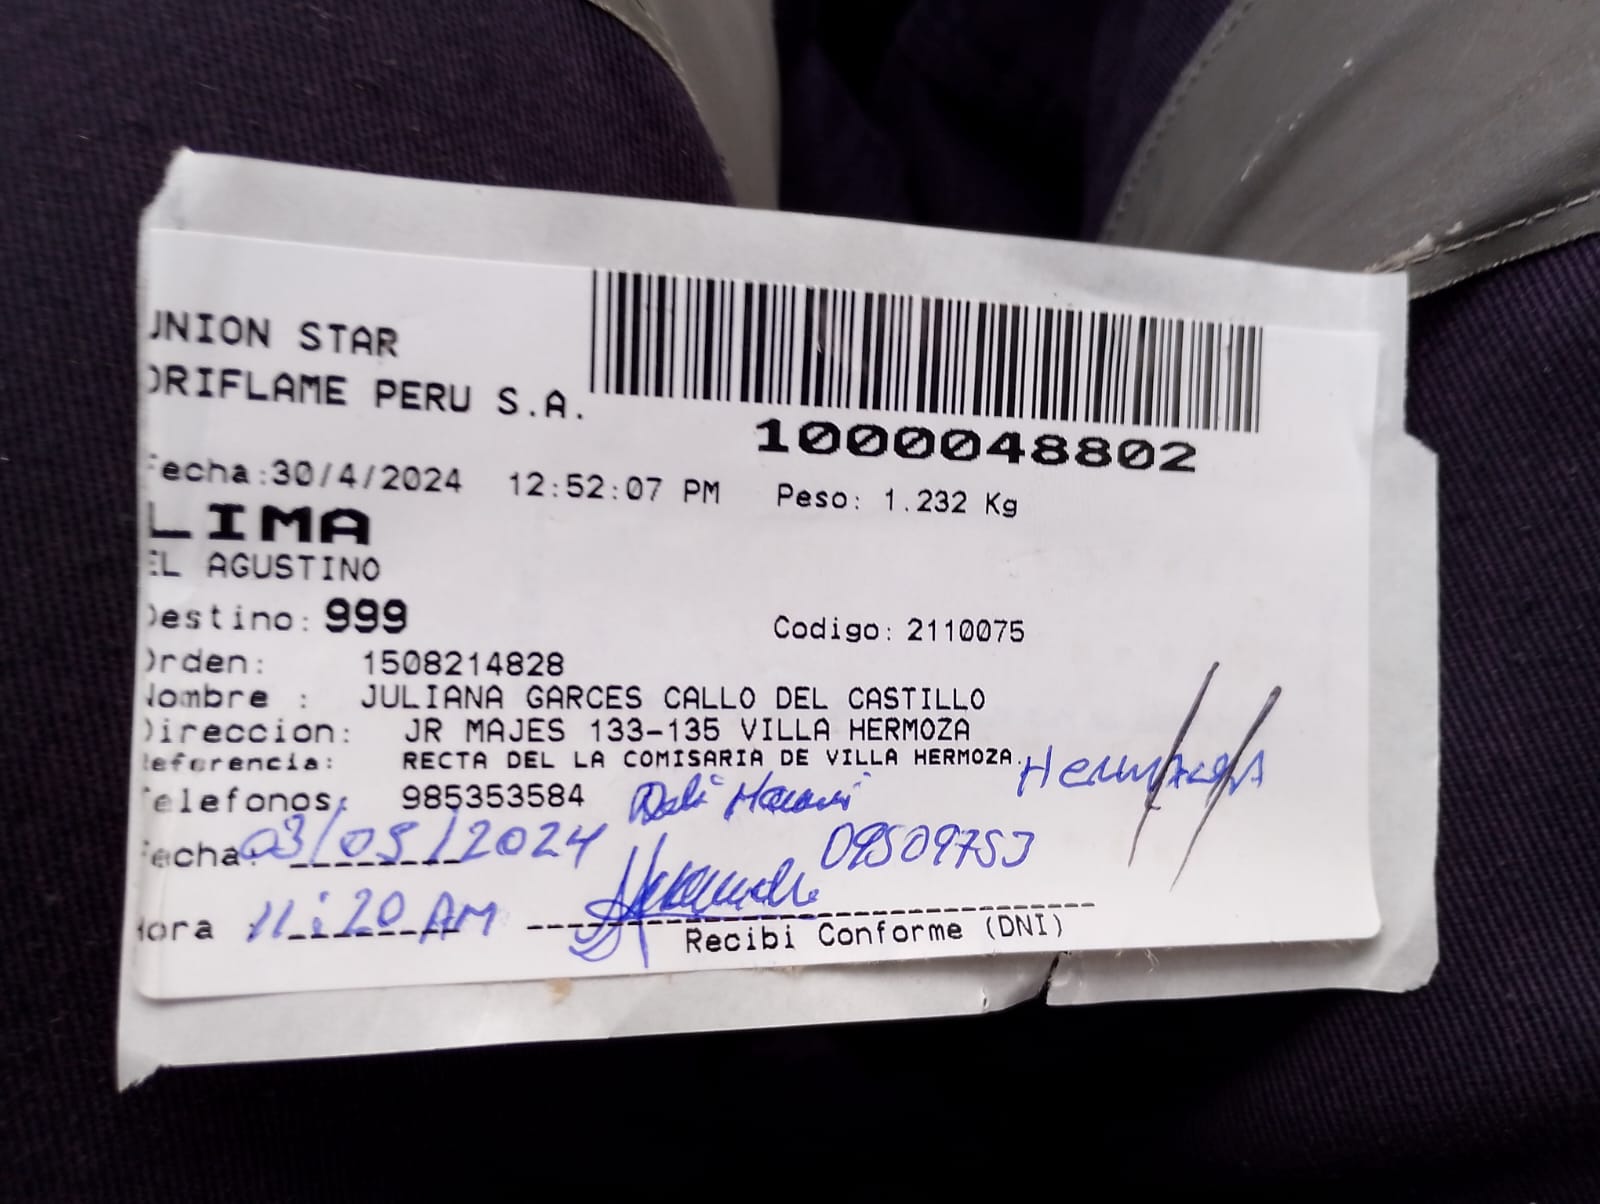 UNION STAR
ORIFLAME PERU S.A.
1000048802
Fecha:30/4/2024 12:52:07 PM Peso: 1.232 Kg
LIMA
EL AGUSTINO
Destino: 999 Codigo: 2110075
Orden: 1508214828
Nombre : JULIANA GARCES CALLO DEL CASTILLO
Direccion: JR MAJES 133-135 VILLA HERMOZA
Referencia: RECTA DEL LA COMISARIA DE VILLA HERMOZA.
Telefonos: 985353584
Fecha: 03/05/2024 09509753
Hora 11:20 AM
Recibi Conforme (DNI)